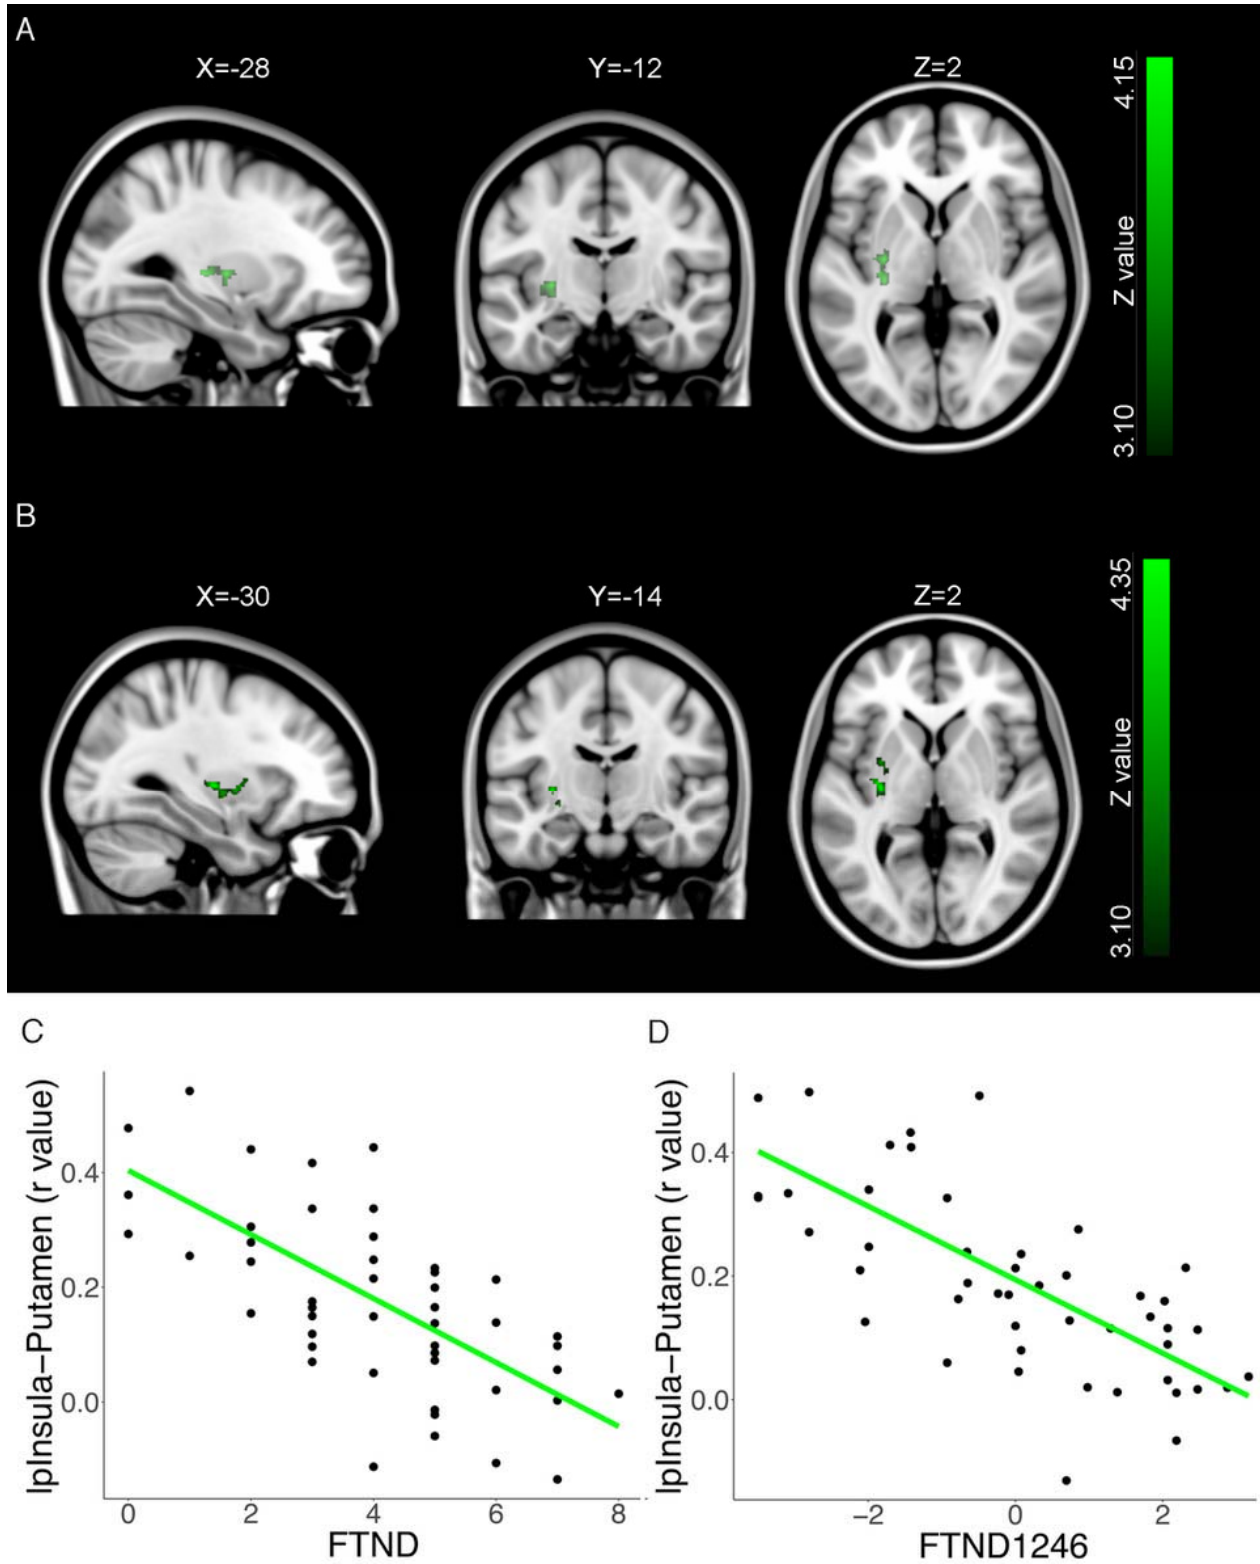 A
X=-28 Y=-12 Z=2
4.15
Z value
3.10
B
X=-30 Y=-14 Z=2
4.35
Z value
3.10
C D
lpInsula−Putamen (r value)
0.4
0.2
0.0
0 2 4 6 8
FTND
lpInsula−Putamen (r value)
0.4
0.2
0.0
−2 0 2
FTND1246